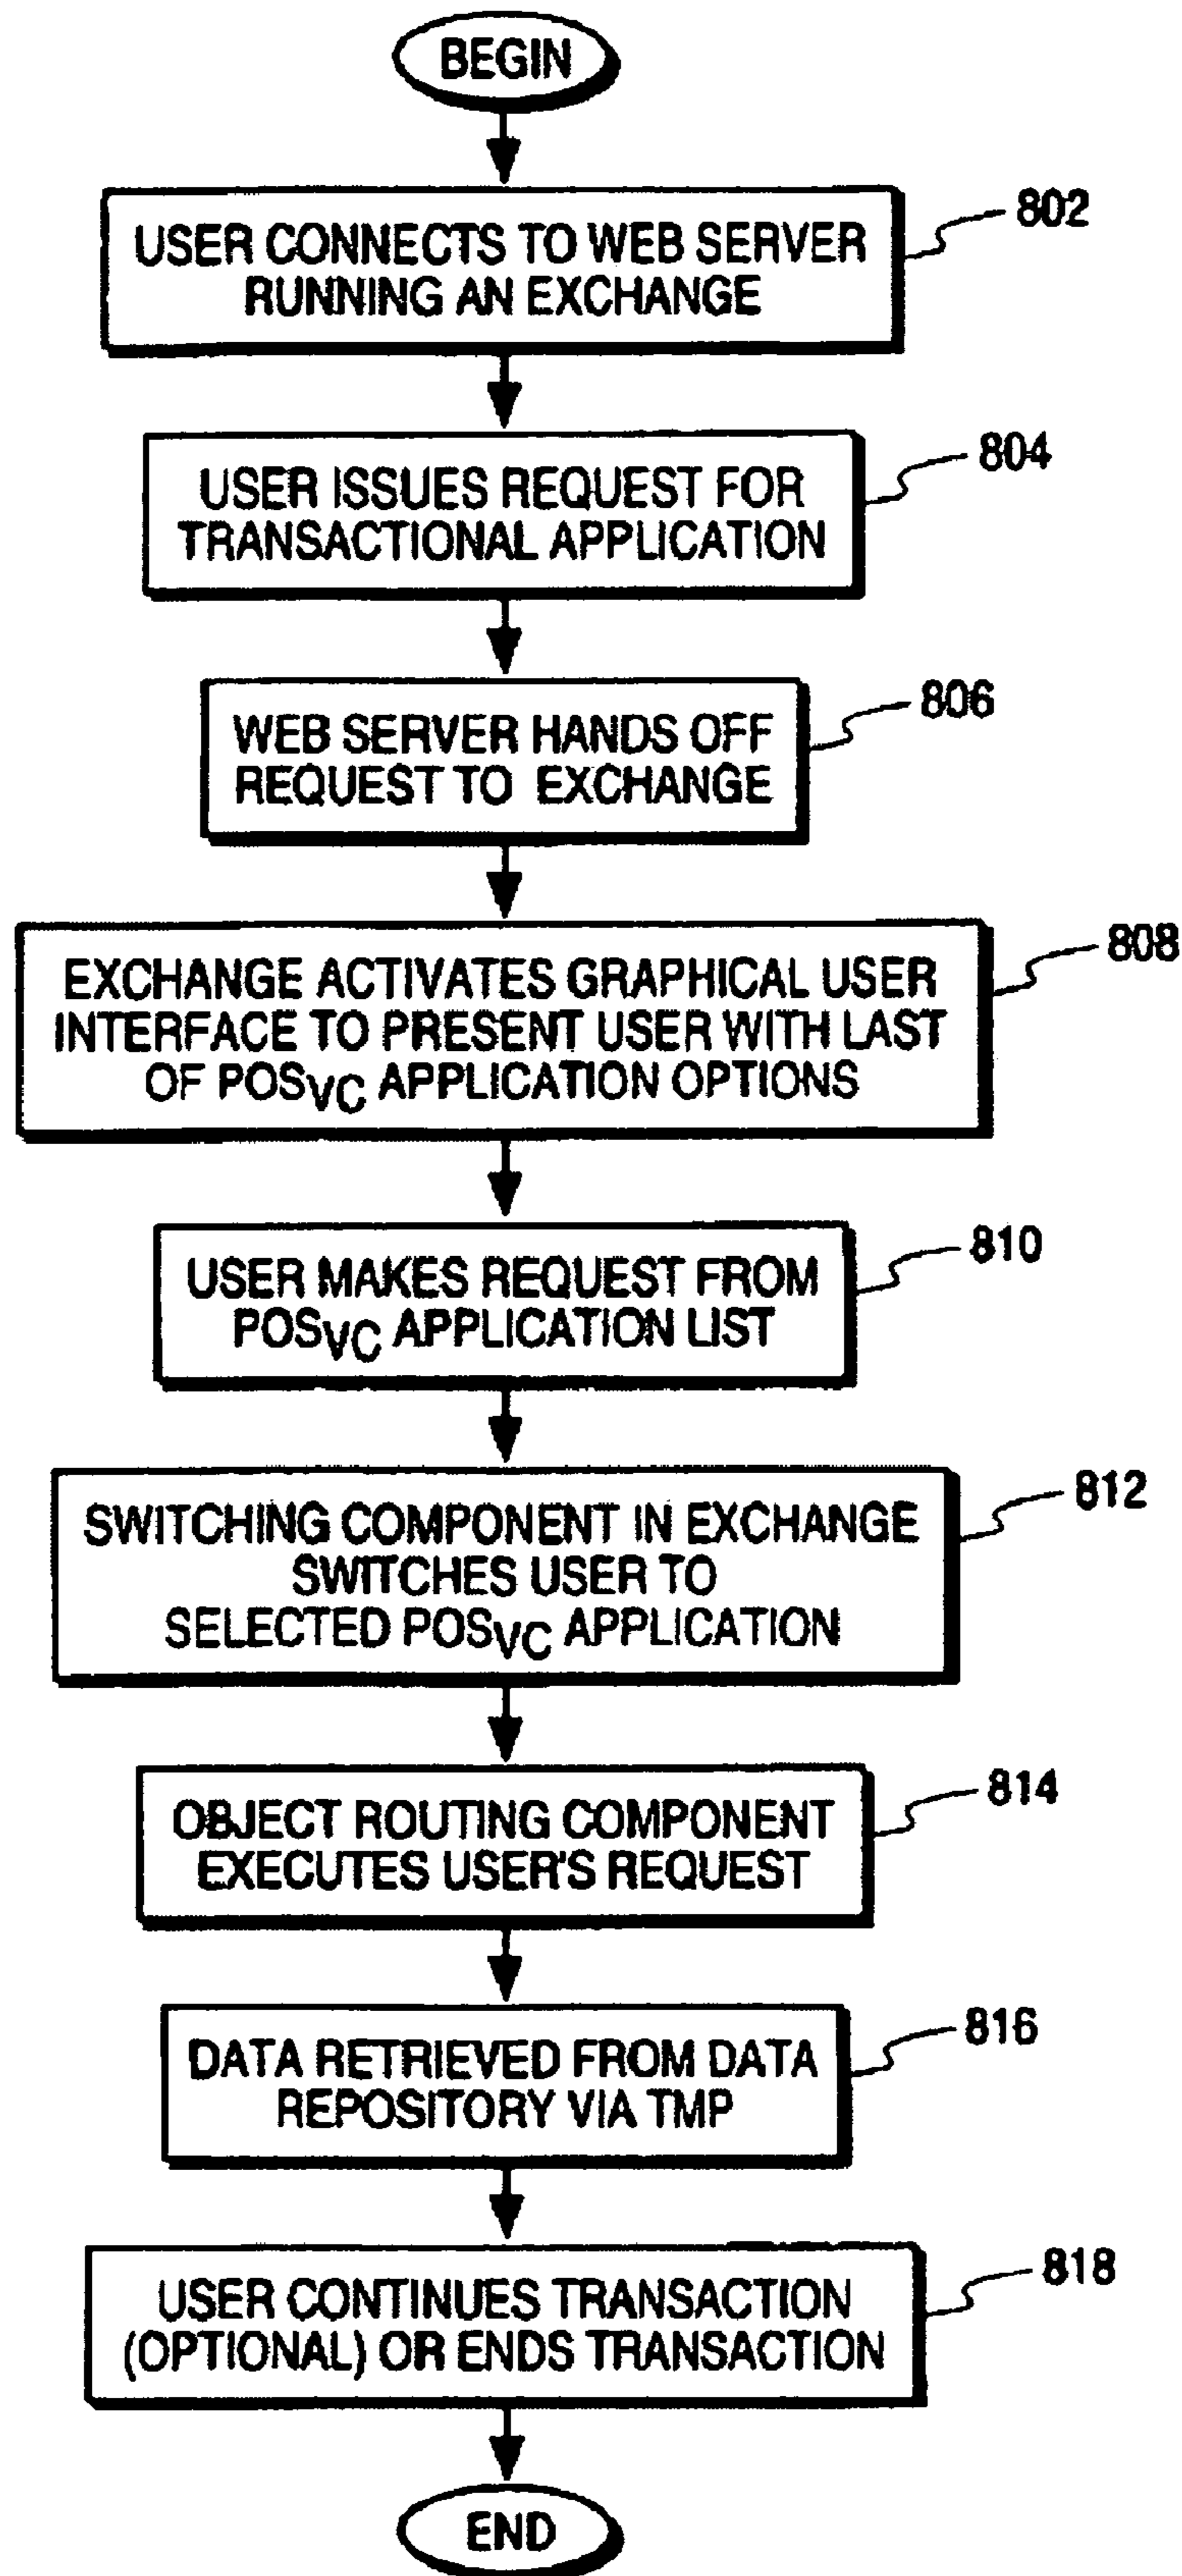 BEGIN
USER CONNECTS TO WEB SERVER
RUNNING AN EXCHANGE
802
USER ISSUES REQUEST FOR
TRANSACTIONAL APPLICATION
804
WEB SERVER HANDS OFF
REQUEST TO EXCHANGE
806
EXCHANGE ACTIVATES GRAPHICAL USER
INTERFACE TO PRESENT USER WITH LAST
OF POSVC APPLICATION OPTIONS
808
USER MAKES REQUEST FROM
POSVC APPLICATION LIST
810
SWITCHING COMPONENT IN EXCHANGE
SWITCHES USER TO
SELECTED POSVC APPLICATION
812
OBJECT ROUTING COMPONENT
EXECUTES USER'S REQUEST
814
DATA RETRIEVED FROM DATA
REPOSITORY VIA TMP
816
USER CONTINUES TRANSACTION
(OPTIONAL) OR ENDS TRANSACTION
818
END